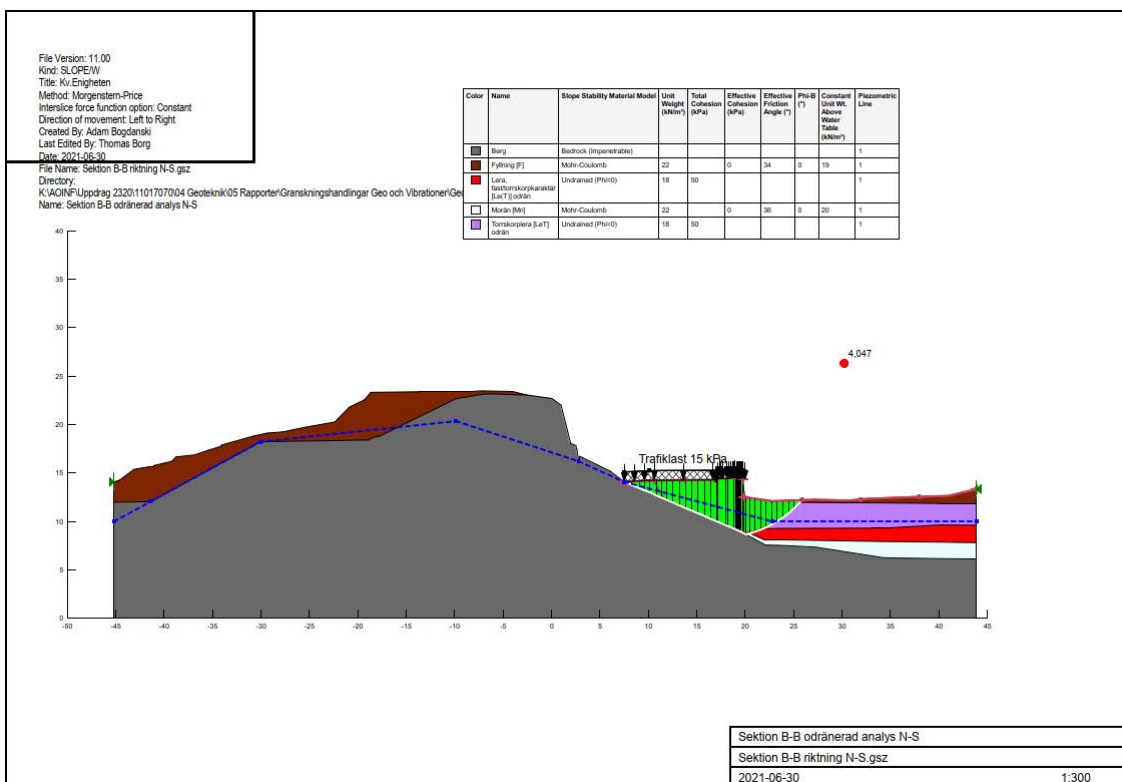 File Version: 11.00
Kind: SLOPE/W
Title: Kv.Enigheten
Method: Morgenstern-Price
Interslice force function option: Constant
Direction of movement: Left to Right
Created By: Adam Bogdanski
Last Edited By: Thomas Borg
Date: 2021-06-30
File Name: Sektion B-B riktning N-S.gsz
Directory:
K:\AOINF\Uppdrag 2320\11017070\04 Geoteknik\05 Rapporter\Granskningshandlingar Geo och Vibrationer\Geo
Name: Sektion B-B odränerad analys N-S
Color Name Slope Stability Material Model Unit Weight (kN/m³) Total Cohesion (kPa) Effective Cohesion (kPa) Effective Friction Angle (°) Phi-B (°) Constant Unit Wt. Above Water Table (kN/m³) Piezometric Line
Berg Bedrock (Impenetrable) 1
Fyllning [F] Mohr-Coulomb 22 0 34 0 19 1
Lera, fast/torrskorpkaraktär [Le(T)] odrän Undrained (Phi=0) 18 50 1
Morän [Mn] Mohr-Coulomb 22 0 36 0 20 1
Torrskorplera [LeT] odrän Undrained (Phi=0) 18 50 1
40
35
30
25
20
15
10
5
0
4,047
Trafiklast 15 kPa
-50 -45 -40 -35 -30 -25 -20 -15 -10 -5 0 5 10 15 20 25 30 35 40 45
Sektion B-B odränerad analys N-S
Sektion B-B riktning N-S.gsz
2021-06-30 1:300